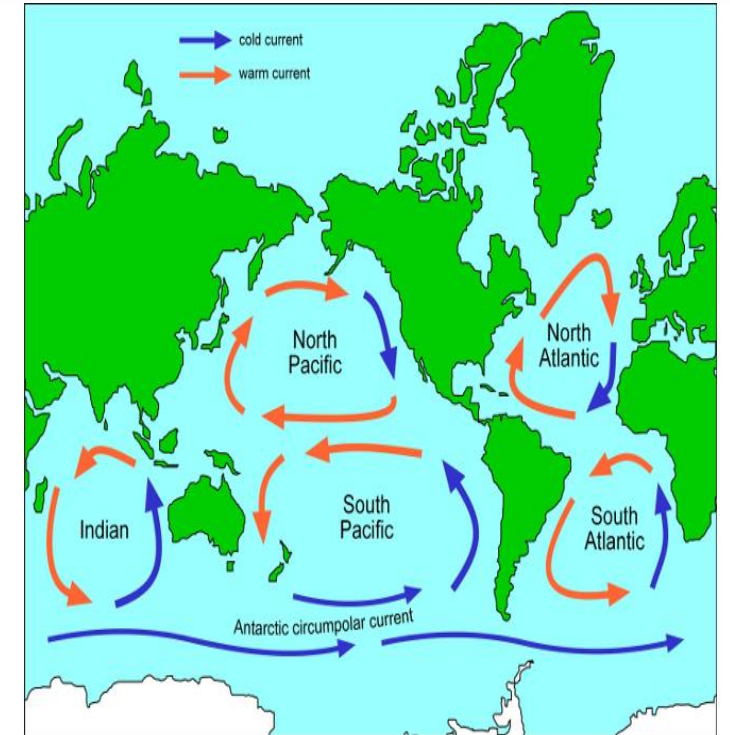 cold current
warm current
North
Pacific
North
Atlantic
Indian
South
Pacific
South
Atlantic
Antarctic circumpolar current